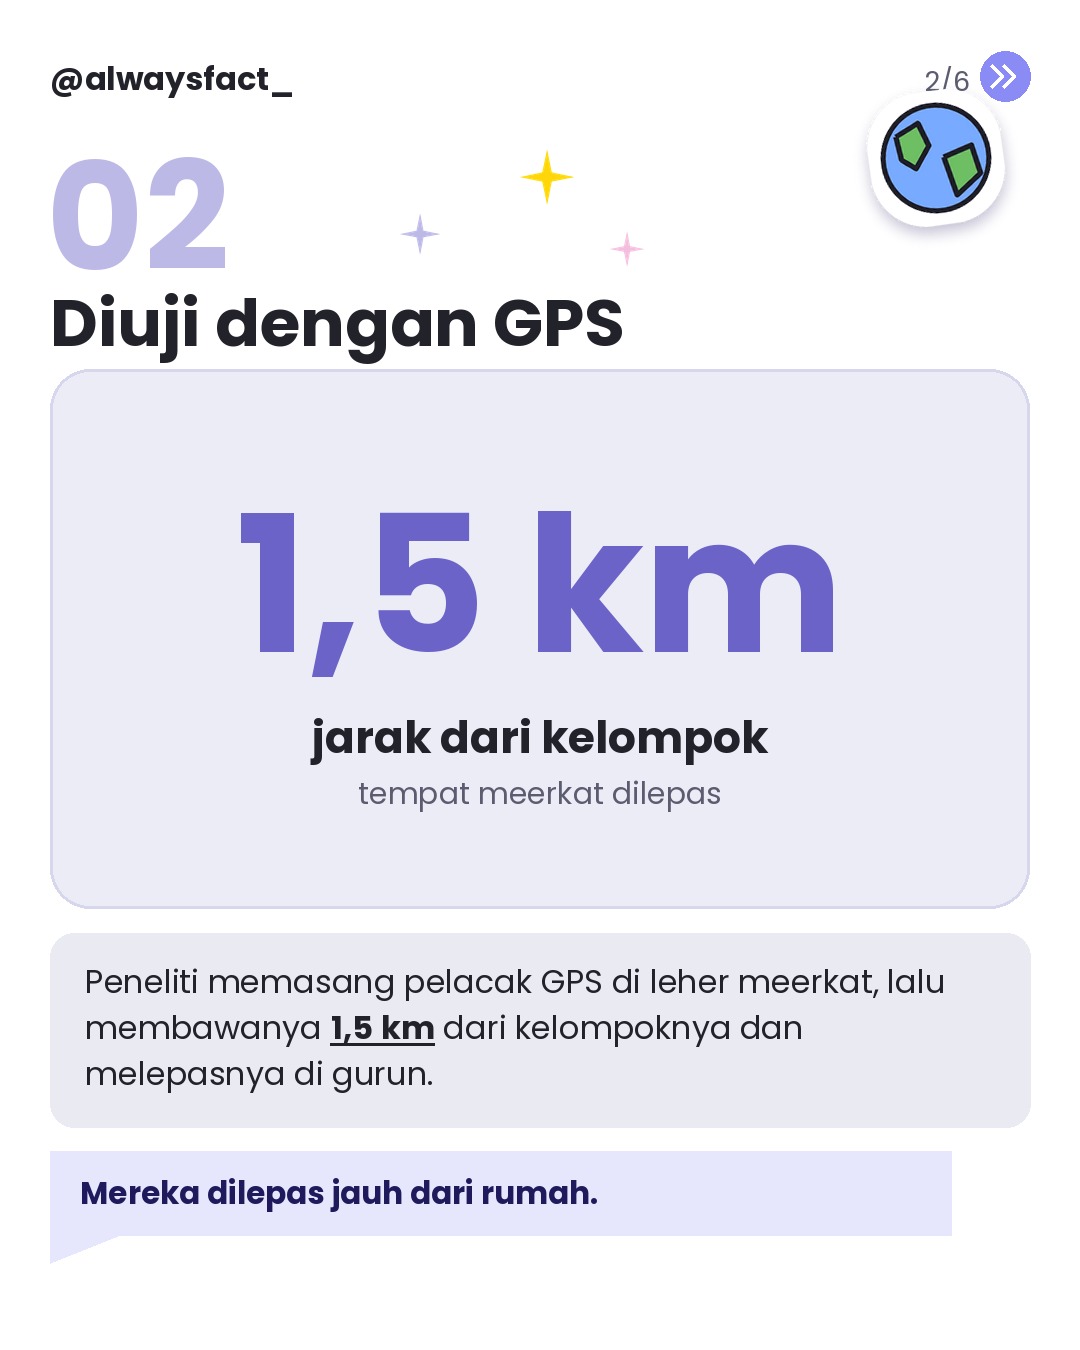 @alwaysfact_
2/6
02
Diuji dengan GPS
1,5 km
jarak dari kelompok
tempat meerkat dilepas
Peneliti memasang pelacak GPS di leher meerkat, lalu
membawanya 1,5 km dari kelompoknya dan
melepasnya di gurun.
Mereka dilepas jauh dari rumah.